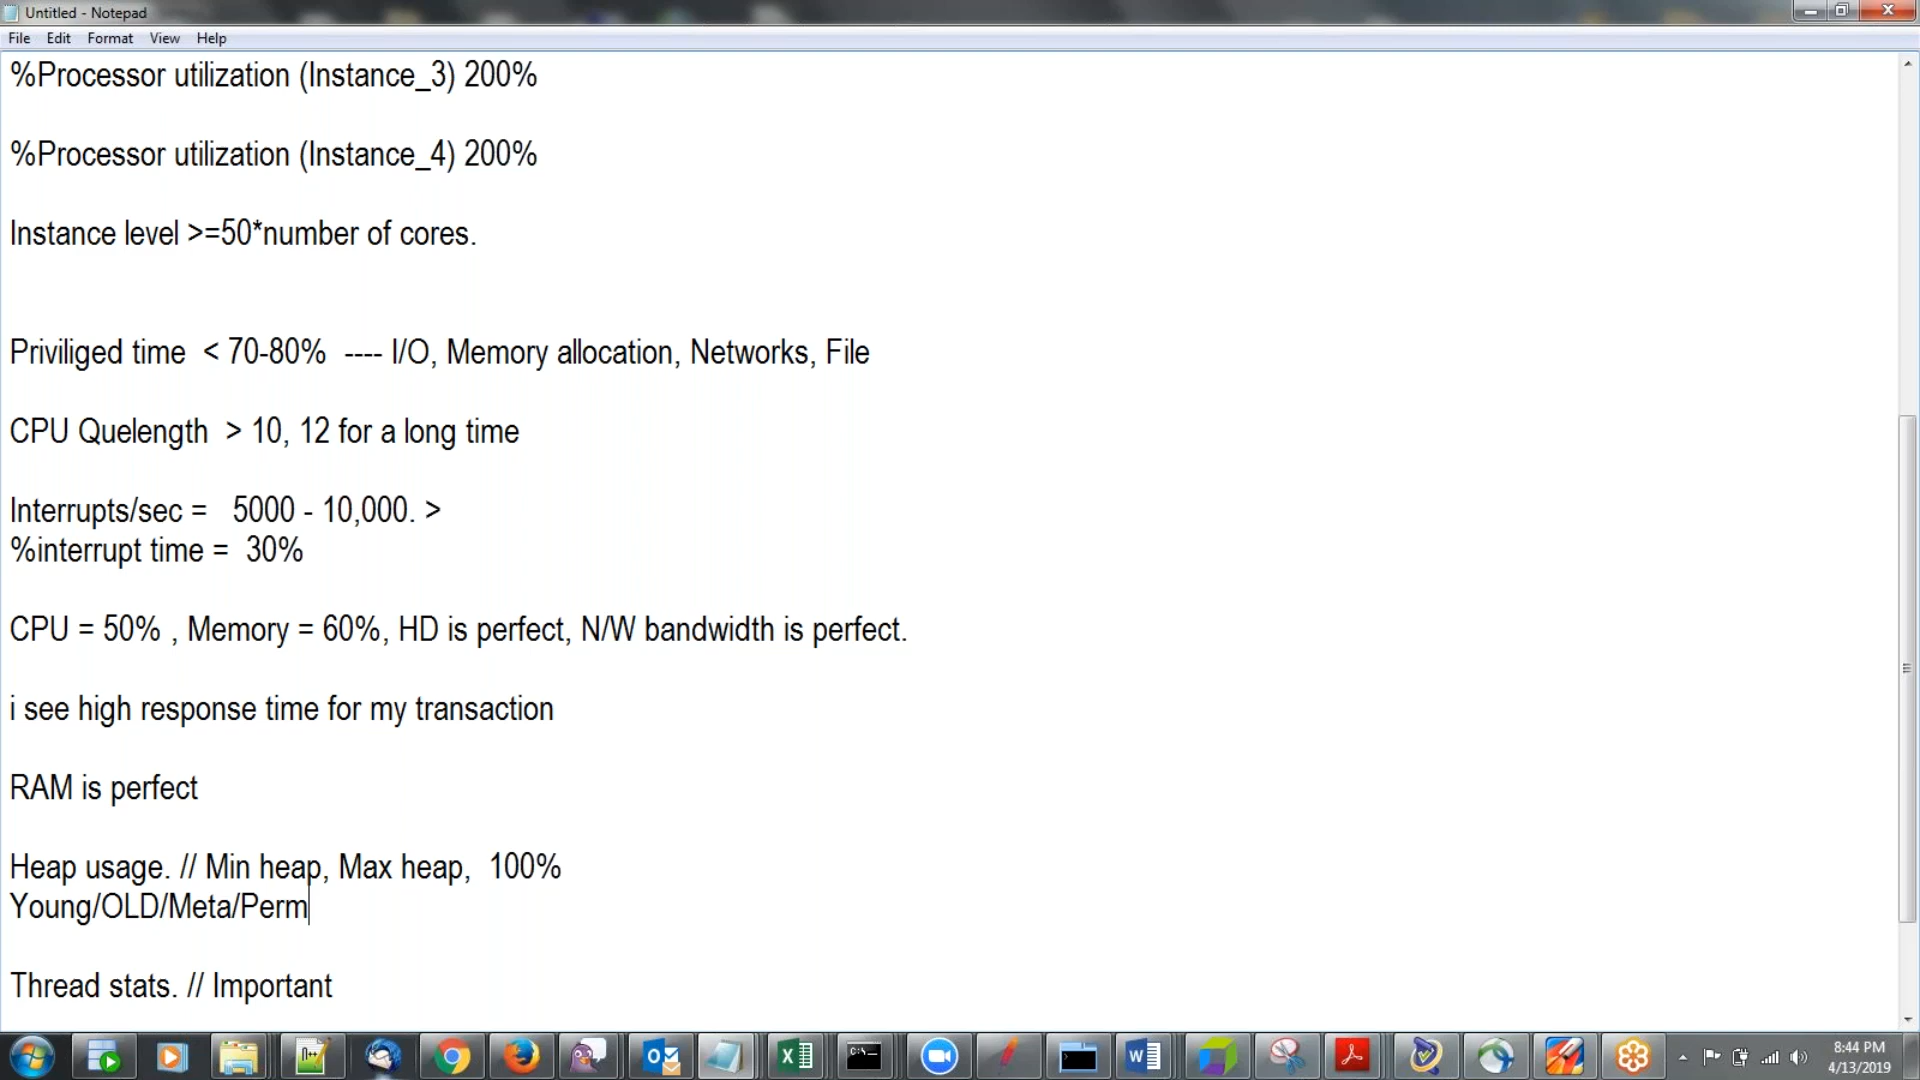 Untitled - Notepad
File Edit Format View Help
%Processor utilization (Instance_3) 200%
%Processor utilization (Instance_4) 200%
Instance level >=50*number of cores.
Priviliged time < 70-80% ---- I/O, Memory allocation, Networks, File
CPU Quelength > 10, 12 for a long time
Interrupts/sec = 5000 - 10,000. >
%interrupt time = 30%
CPU = 50% , Memory = 60%, HD is perfect, N/W bandwidth is perfect.
i see high response time for my transaction
RAM is perfect
Heap usage. // Min heap, Max heap, 100%
Young/OLD/Meta/Perm
Thread stats. // Important
8:44 PM
4/13/2019